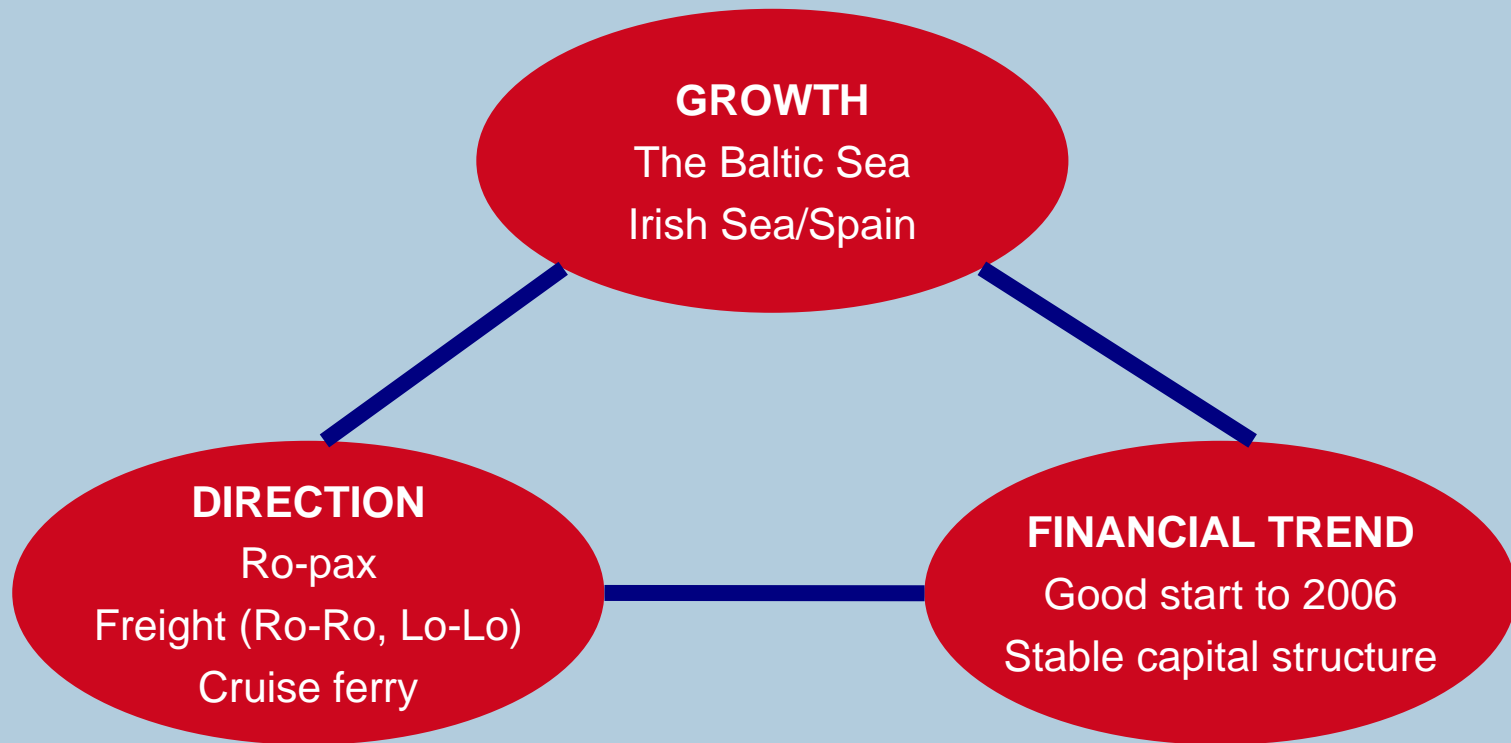 GROWTH
The Baltic Sea
Irish Sea/Spain
DIRECTION
Ro-pax
Freight (Ro-Ro, Lo-Lo)
Cruise ferry
FINANCIAL TREND
Good start to 2006
Stable capital structure